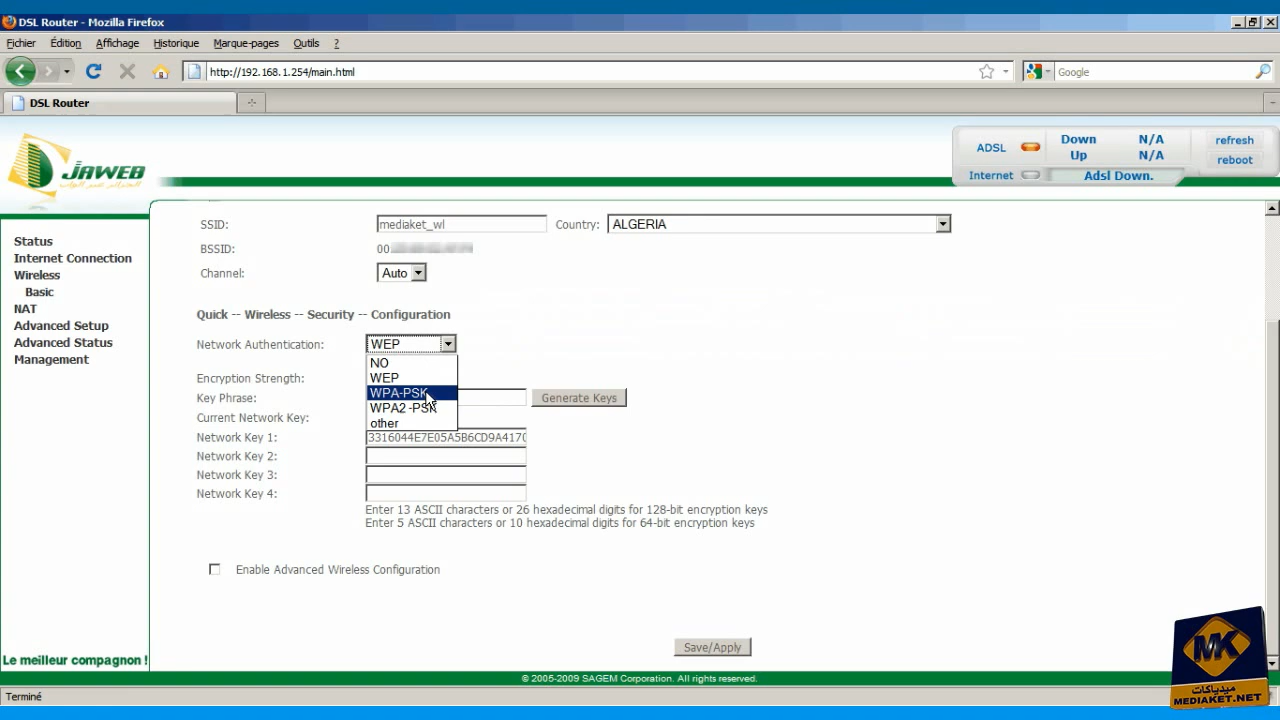 DSL Router - Mozilla Firefox
Fichier Édition Affichage Historique Marque-pages Outils ?
http://192.168.1.254/main.html
Google
DSL Router
JAWEB
ADSL Down N/A refresh
Up N/A reboot
Internet Adsl Down.
Status
Internet Connection
Wireless
Basic
NAT
Advanced Setup
Advanced Status
Management
Le meilleur compagnon !
SSID: mediaket_wl Country: ALGERIA
BSSID: 00
Channel: Auto
Quick -- Wireless -- Security -- Configuration
Network Authentication: WEP
NO
WEP
WPA-PSK
WPA2 -PSK
other
Encryption Strength:
Key Phrase: Generate Keys
Current Network Key:
Network Key 1: 3316044E7E05A5B6CD9A4170
Network Key 2:
Network Key 3:
Network Key 4:
Enter 13 ASCII characters or 26 hexadecimal digits for 128-bit encryption keys
Enter 5 ASCII characters or 10 hexadecimal digits for 64-bit encryption keys
Enable Advanced Wireless Configuration
Save/Apply
© 2005-2009 SAGEM Corporation. All rights reserved.
Terminé
MK
ميدياكات
MEDIAKET.NET